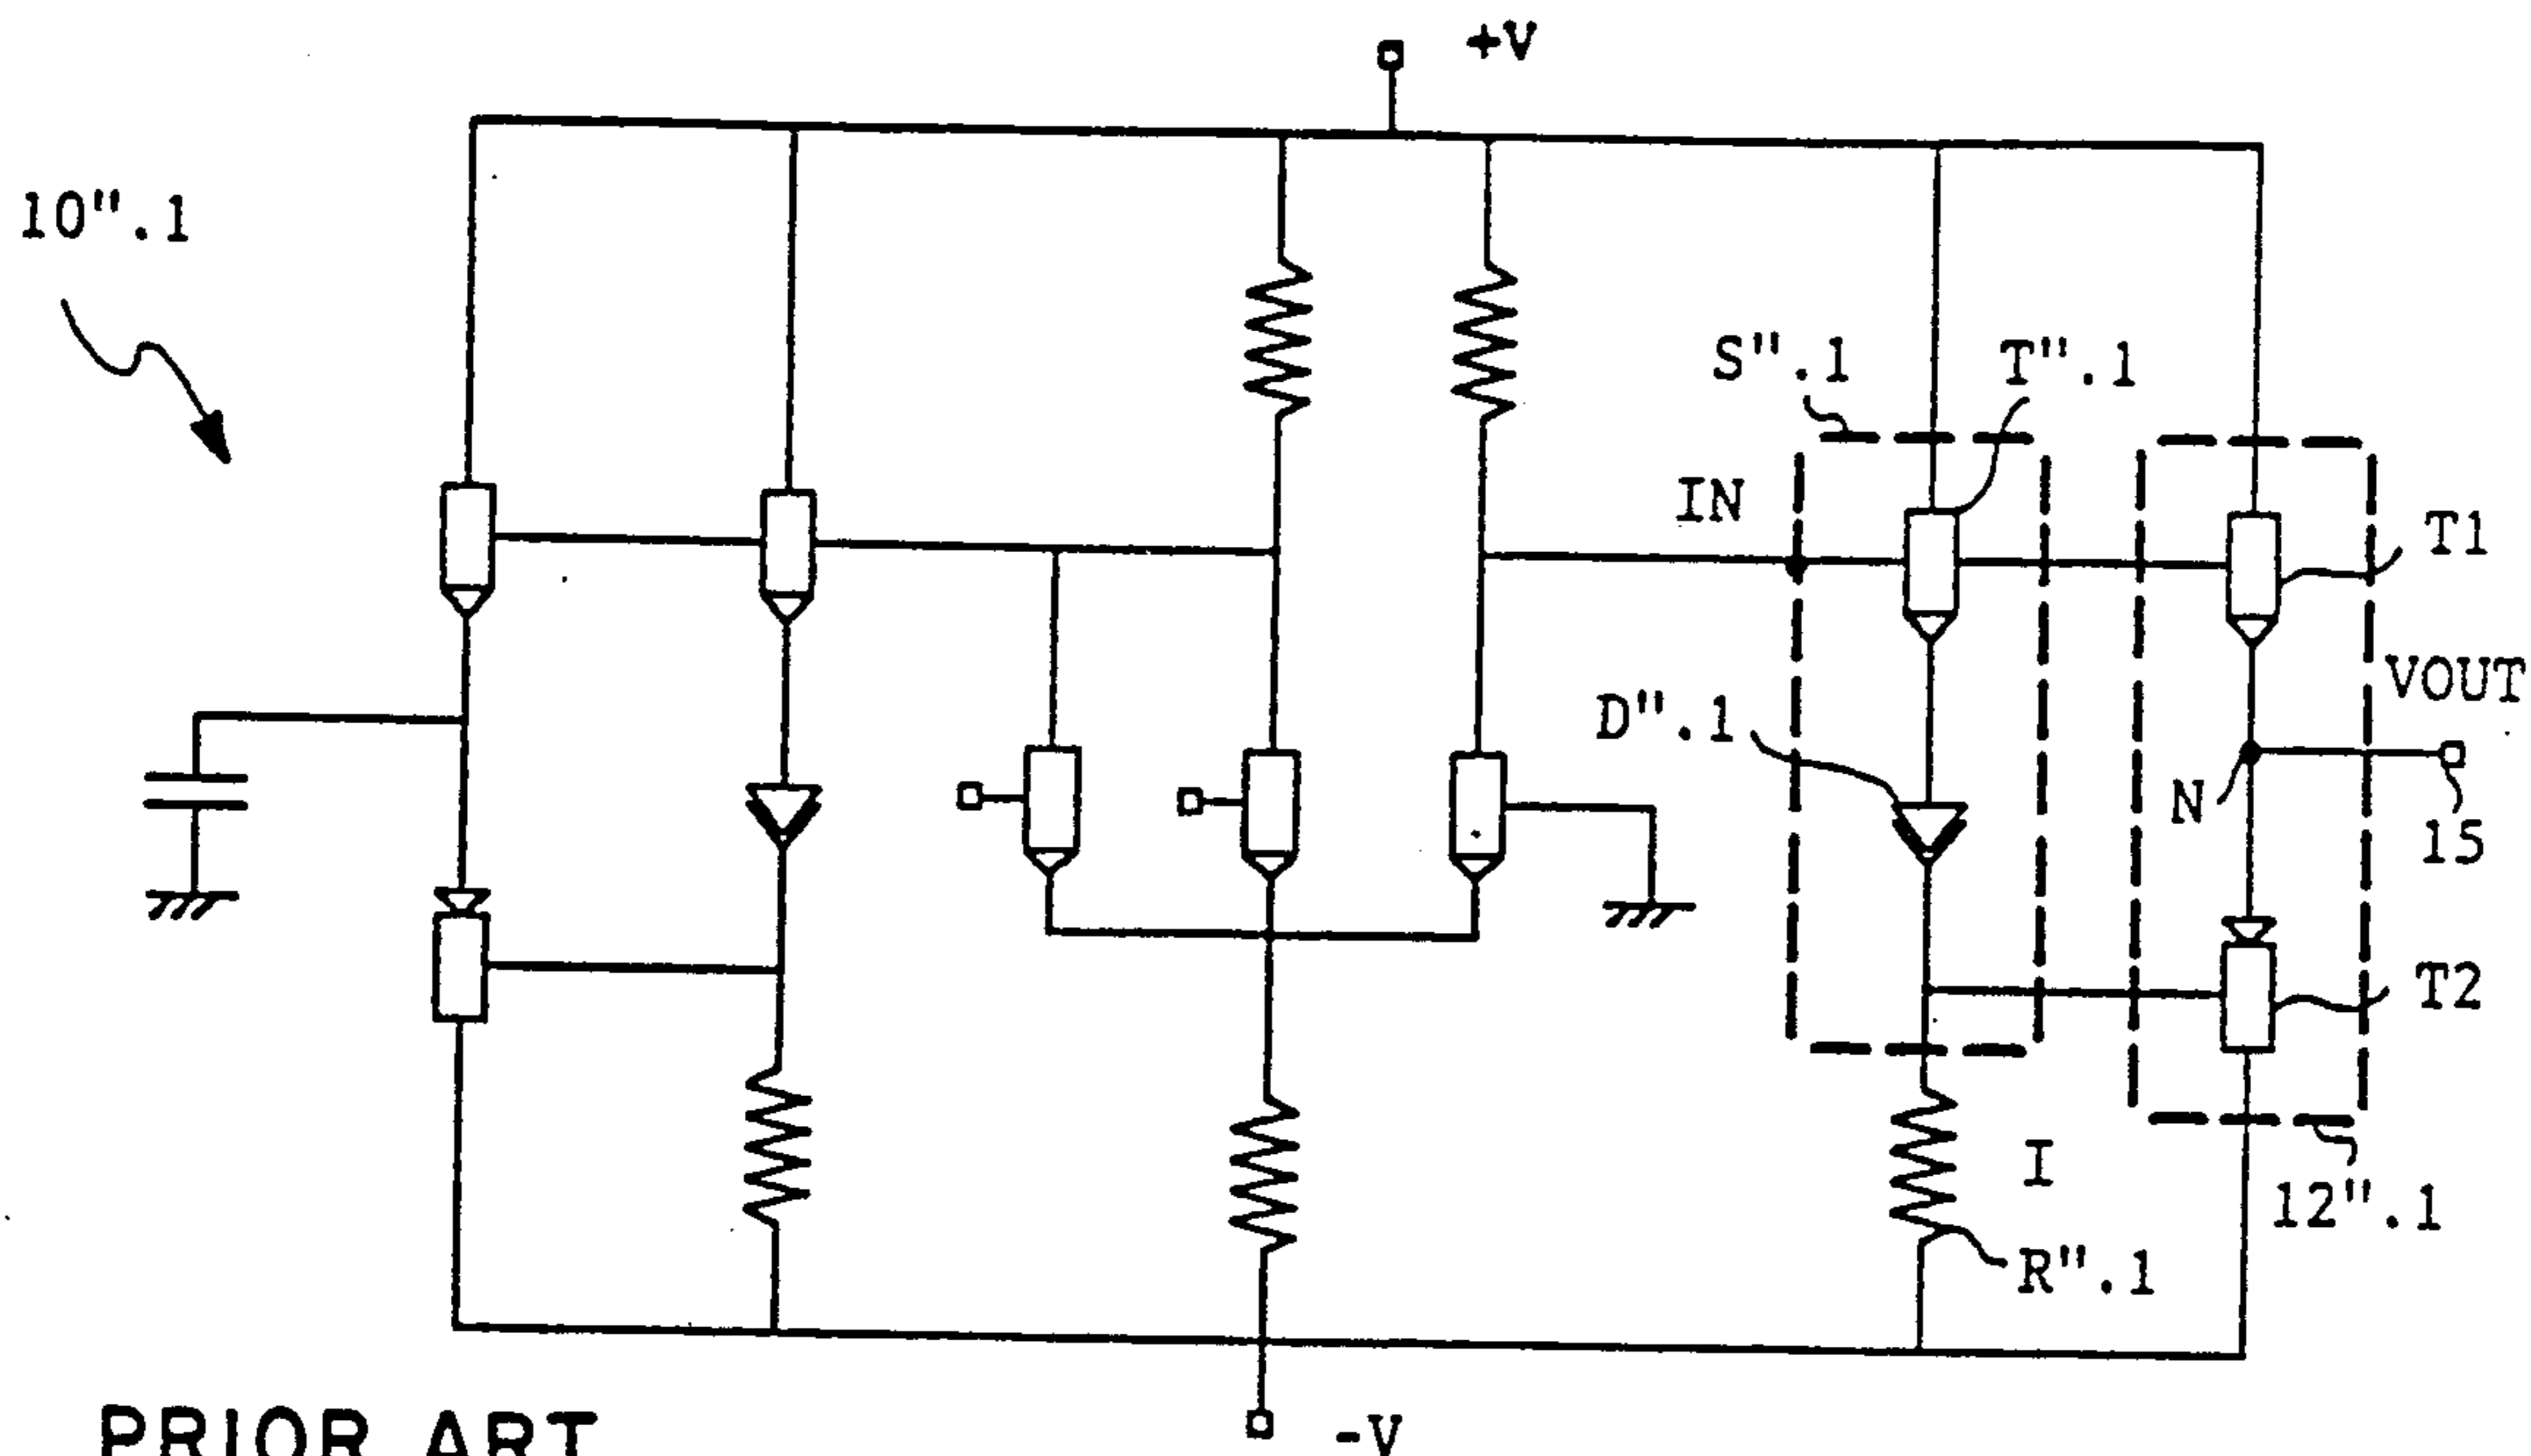 +V
10".1
S".1
T".1
IN
T1
VOUT
D".1
N
15
T2
I
12".1
R".1
-V
PRIOR ART